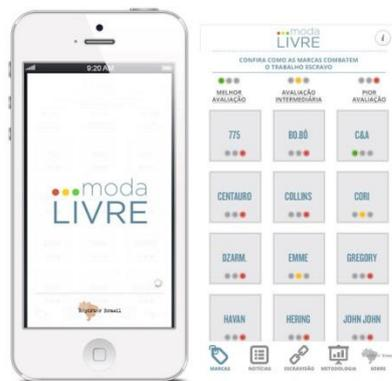 9:20 AM
moda
LIVRE
Repórter Brasil
moda
LIVRE
i
CONFIRA COMO AS MARCAS COMBATEM
O TRABALHO ESCRAVO
MELHOR
AVALIAÇÃO
AVALIAÇÃO
INTERMEDIÁRIA
PIOR
AVALIAÇÃO
775
BO.BÔ
C&A
CENTAURO
COLLINS
CORI
DZARM.
EMME
GREGORY
HAVAN
HERING
JOHN JOHN
MARCAS
NOTÍCIAS
ESCRAVISÃO
METODOLOGIA
SOBRE